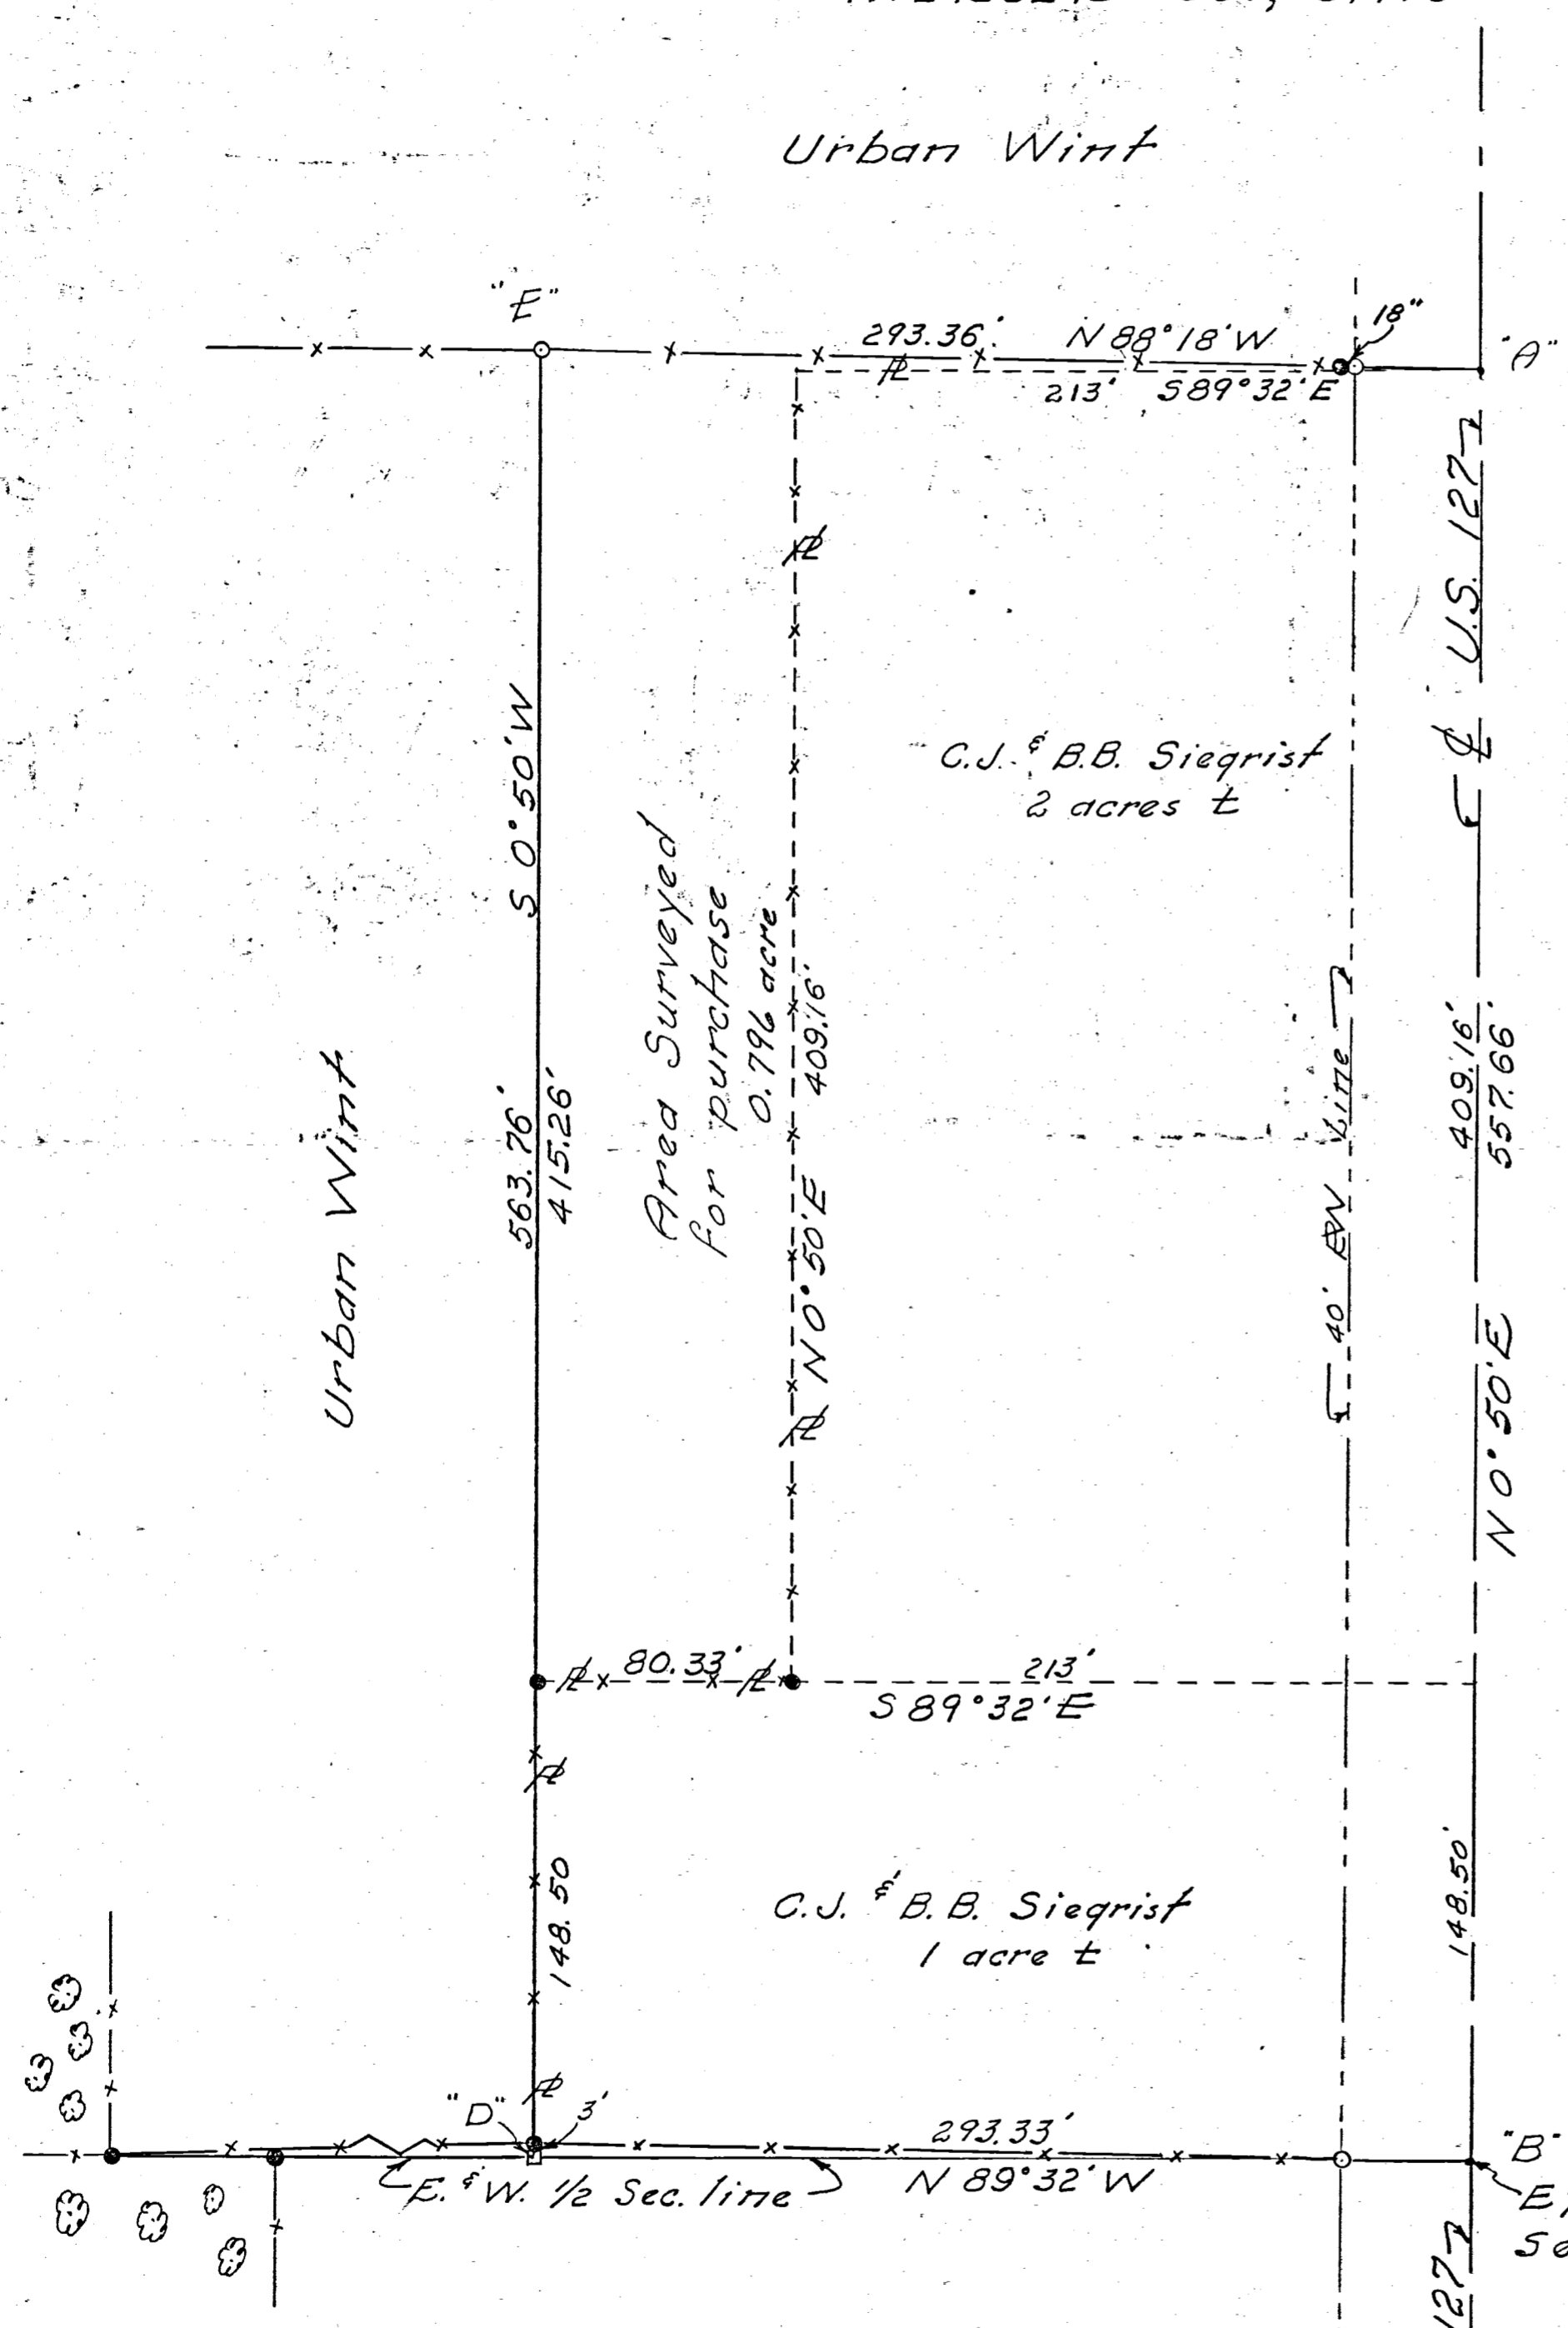 Urban Wint
"E"
293.36' N 88° 18' W
18"
"A"
213' S 89° 32' E
U.S. 127
S 0° 50' W
C.J. & B.B. Siegrist
2 acres ±
Area Surveyed
for purchase
0.796 acre
409.16'
N 0° 50' E
40' R/W Line
409.16'
557.66'
563.76'
415.26'
Urban Wint
N 0° 50' E
80.33'
213'
S 89° 32' E
148.50
148.50'
C.J. & B.B. Siegrist
1 acre ±
"D"
3'
293.33'
N 89° 32' W
"B"
E. & W. 1/2 Sec. line
127